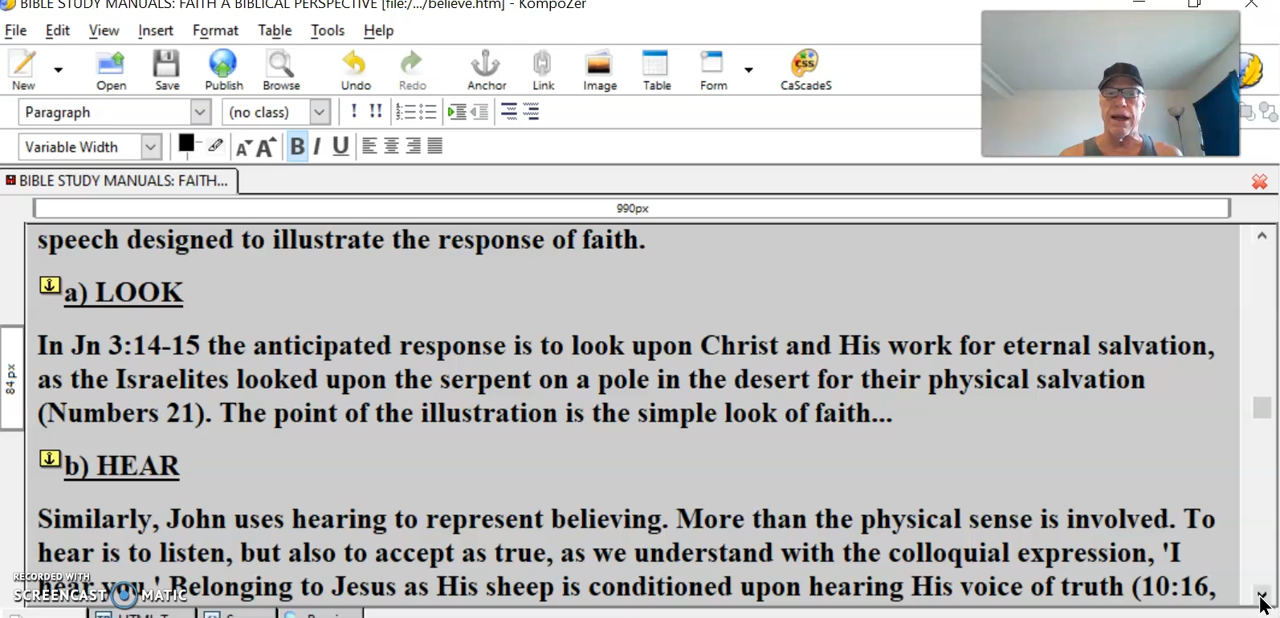 BIBLE STUDY MANUALS: FAITH A BIBLICAL PERSPECTIVE [file:/.../believe.htm] - KompoZer
File Edit View Insert Format Table Tools Help
New Open Save Publish Browse Undo Redo Anchor Link Image Table Form CaScadeS
Paragraph (no class)
Variable Width B I U
BIBLE STUDY MANUALS: FAITH...
990px
speech designed to illustrate the response of faith.
a) LOOK
In Jn 3:14-15 the anticipated response is to look upon Christ and His work for eternal salvation,
as the Israelites looked upon the serpent on a pole in the desert for their physical salvation
(Numbers 21). The point of the illustration is the simple look of faith...
84 px
b) HEAR
Similarly, John uses hearing to represent believing. More than the physical sense is involved. To
hear is to listen, but also to accept as true, as we understand with the colloquial expression, 'I
hear you.' Belonging to Jesus as His sheep is conditioned upon hearing His voice of truth (10:16,
RECORDED WITH
SCREENCAST MATIC